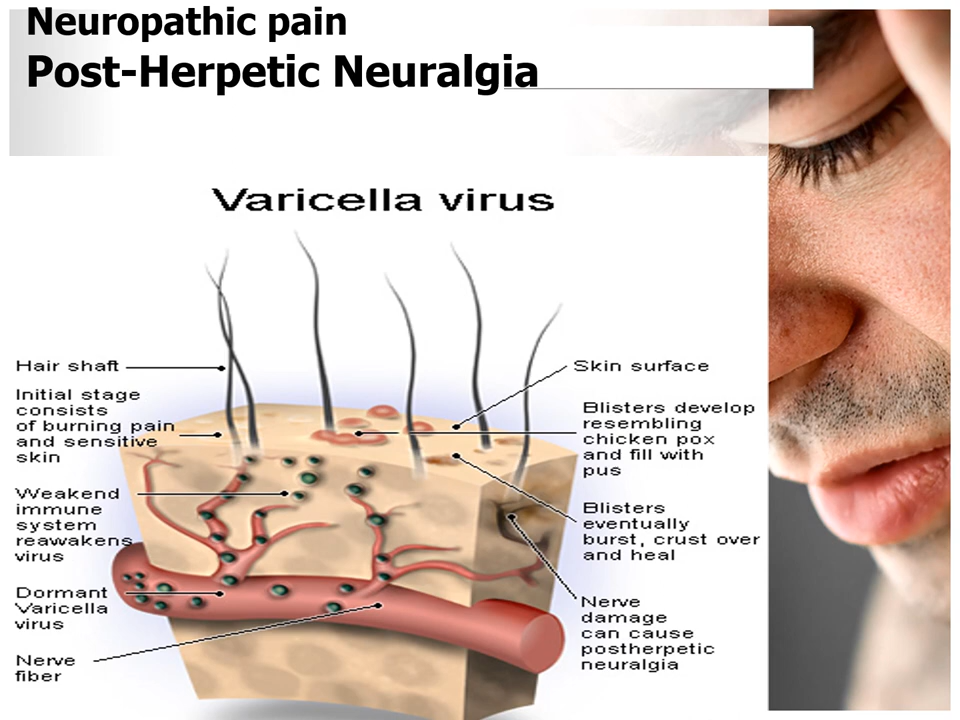 Neuropathic pain
Post-Herpetic Neuralgia
Varicella virus
Hair shaft
Initial stage
consists
of burning pain
and sensitive
skin
Weakend
immune
system
reawakens
virus
Dormant
Varicella
virus
Nerve
fiber
Skin surface
Blisters develop
resembling
chicken pox
and fill with
pus
Blisters
eventually
burst, crust over
and heal
Nerve
damage
can cause
postherpetic
neuralgia